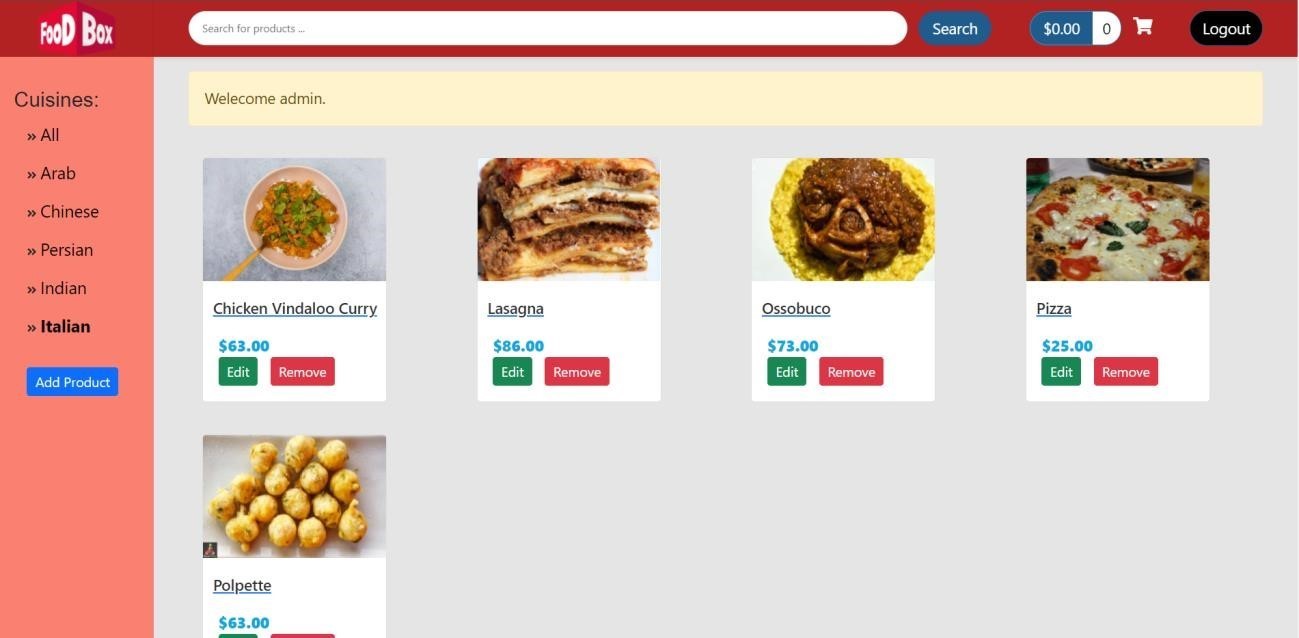 FooD Box
Search for products ...
Search
$0.00 0
Logout
Cuisines:
» All
» Arab
» Chinese
» Persian
» Indian
» Italian
Add Product
Welecome admin.
Chicken Vindaloo Curry
$63.00
Edit Remove
Lasagna
$86.00
Edit Remove
Ossobuco
$73.00
Edit Remove
Pizza
$25.00
Edit Remove
Polpette
$63.00